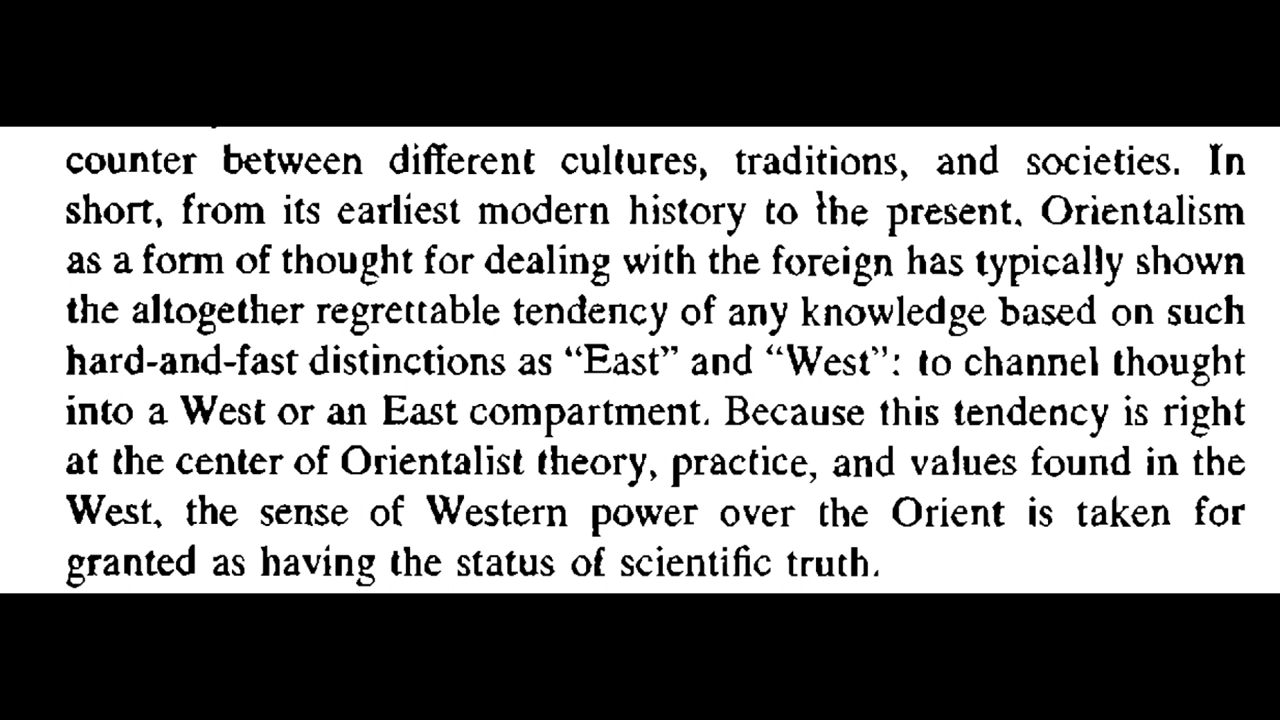 counter between different cultures, traditions, and societies. In
short, from its earliest modern history to the present, Orientalism
as a form of thought for dealing with the foreign has typically shown
the altogether regrettable tendency of any knowledge based on such
hard-and-fast distinctions as “East” and “West”: to channel thought
into a West or an East compartment. Because this tendency is right
at the center of Orientalist theory, practice, and values found in the
West, the sense of Western power over the Orient is taken for
granted as having the status of scientific truth.